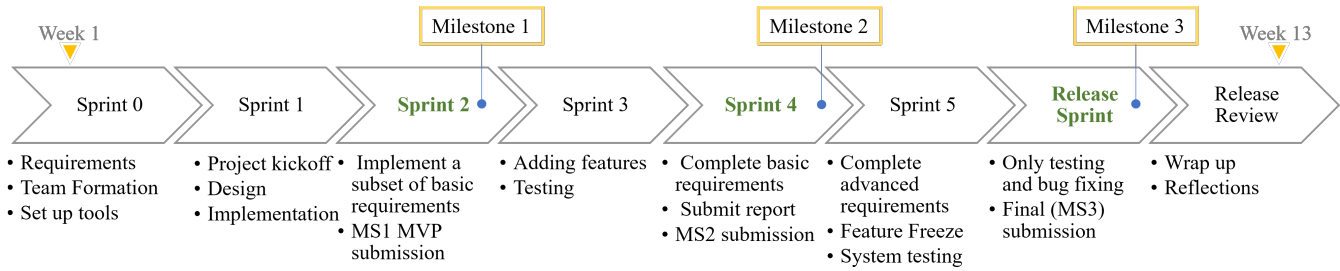 Week 1
Milestone 1
Milestone 2
Milestone 3
Week 13
Sprint 0
Sprint 1
Sprint 2
Sprint 3
Sprint 4
Sprint 5
Release
Sprint
Release
Review
• Requirements
• Team Formation
• Set up tools
• Project kickoff
• Design
• Implementation
• Implement a
subset of basic
requirements
• MS1 MVP
submission
• Adding features
• Testing
• Complete basic
requirements
• Submit report
• MS2 submission
• Complete
advanced
requirements
• Feature Freeze
• System testing
• Only testing
and bug fixing
• Final (MS3)
submission
• Wrap up
• Reflections